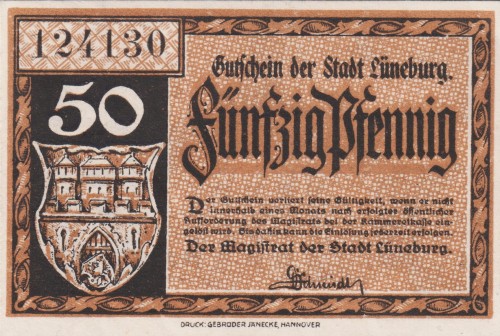 124130
Gutschein der Stadt Lüneburg.
50
Fünfzig Pfennig
Der Gutschein verliert seine Gültigkeit, wenn er nicht
innerhalb eines Monats nach erfolgter öffentlicher
Aufforderung des Magistrats bei der Kämmereikasse ein-
gelöst wird. Bis dahin kann die Einlösung jederzeit erfolgen.
Der Magistrat der Stadt Lüneburg.
Schmidt
DRUCK: GEBRÜDER JÄNECKE, HANNOVER